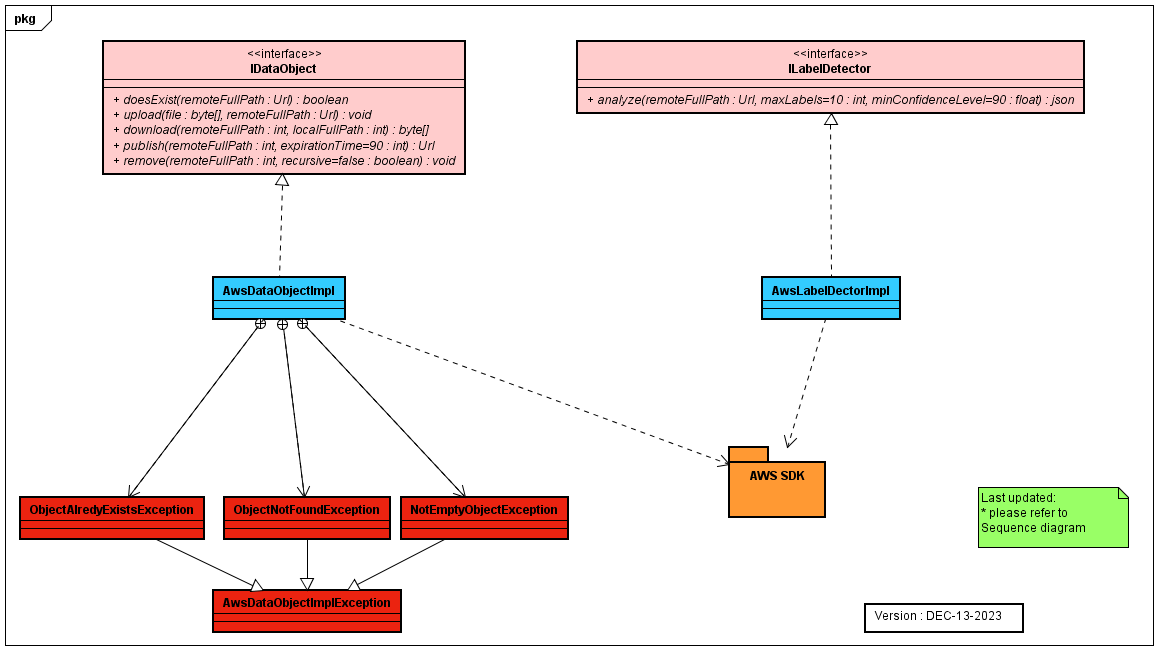 pkg
<<interface>>
IDataObject
+ doesExist(remoteFullPath : Url) : boolean
+ upload(file : byte[], remoteFullPath : Url) : void
+ download(remoteFullPath : int, localFullPath : int) : byte[]
+ publish(remoteFullPath : int, expirationTime=90 : int) : Url
+ remove(remoteFullPath : int, recursive=false : boolean) : void
<<interface>>
ILabelDetector
+ analyze(remoteFullPath : Url, maxLabels=10 : int, minConfidenceLevel=90 : float) : json
AwsDataObjectImpl
AwsLabelDectorImpl
AWS SDK
ObjectAlredyExistsException
ObjectNotFoundException
NotEmptyObjectException
Last updated:
* please refer to
Sequence diagram
AwsDataObjectImplException
Version : DEC-13-2023